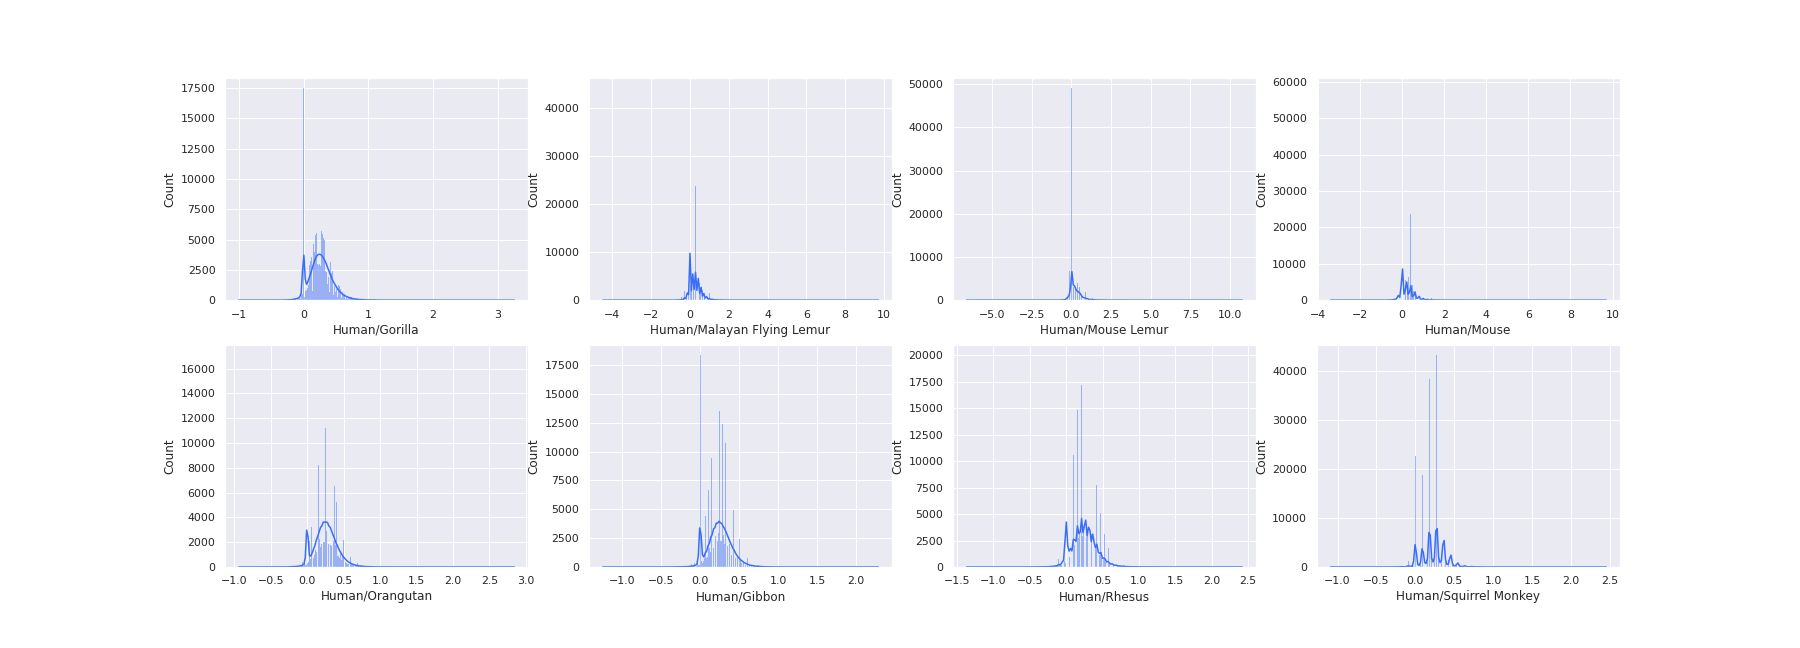 17500
15000
12500
10000
7500
5000
2500
0
Count
−1 0 1 2 3
Human/Gorilla
40000
30000
20000
10000
0
Count
−4 −2 0 2 4 6 8 10
Human/Malayan Flying Lemur
50000
40000
30000
20000
10000
0
Count
−5.0 −2.5 0.0 2.5 5.0 7.5 10.0
Human/Mouse Lemur
60000
50000
40000
30000
20000
10000
0
Count
−4 −2 0 2 4 6 8 10
Human/Mouse
16000
14000
12000
10000
8000
6000
4000
2000
0
Count
−1.0 −0.5 0.0 0.5 1.0 1.5 2.0 2.5 3.0
Human/Orangutan
17500
15000
12500
10000
7500
5000
2500
0
Count
−1.0 −0.5 0.0 0.5 1.0 1.5 2.0
Human/Gibbon
20000
17500
15000
12500
10000
7500
5000
2500
0
Count
−1.5 −1.0 −0.5 0.0 0.5 1.0 1.5 2.0 2.5
Human/Rhesus
40000
30000
20000
10000
0
Count
−1.0 −0.5 0.0 0.5 1.0 1.5 2.0 2.5
Human/Squirrel Monkey